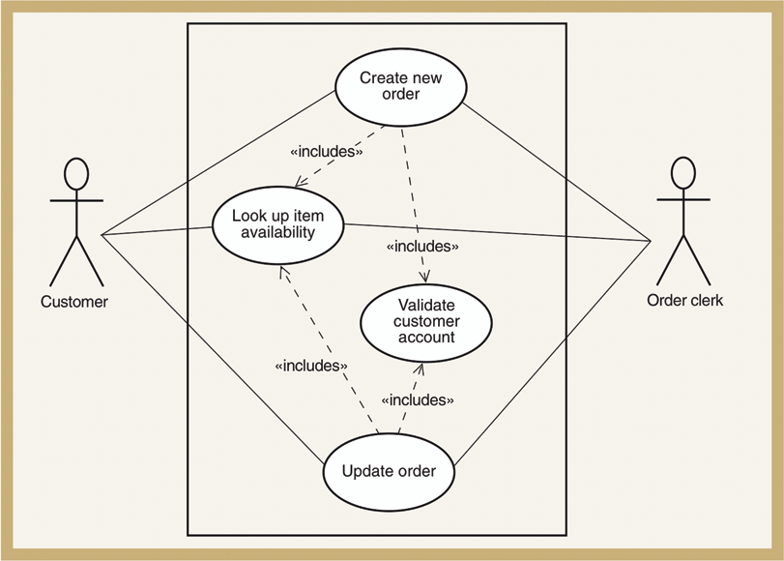 Create new
order
«includes»
Look up item
availability
«includes»
Customer
Order clerk
Validate
customer
account
«includes»
«includes»
Update order